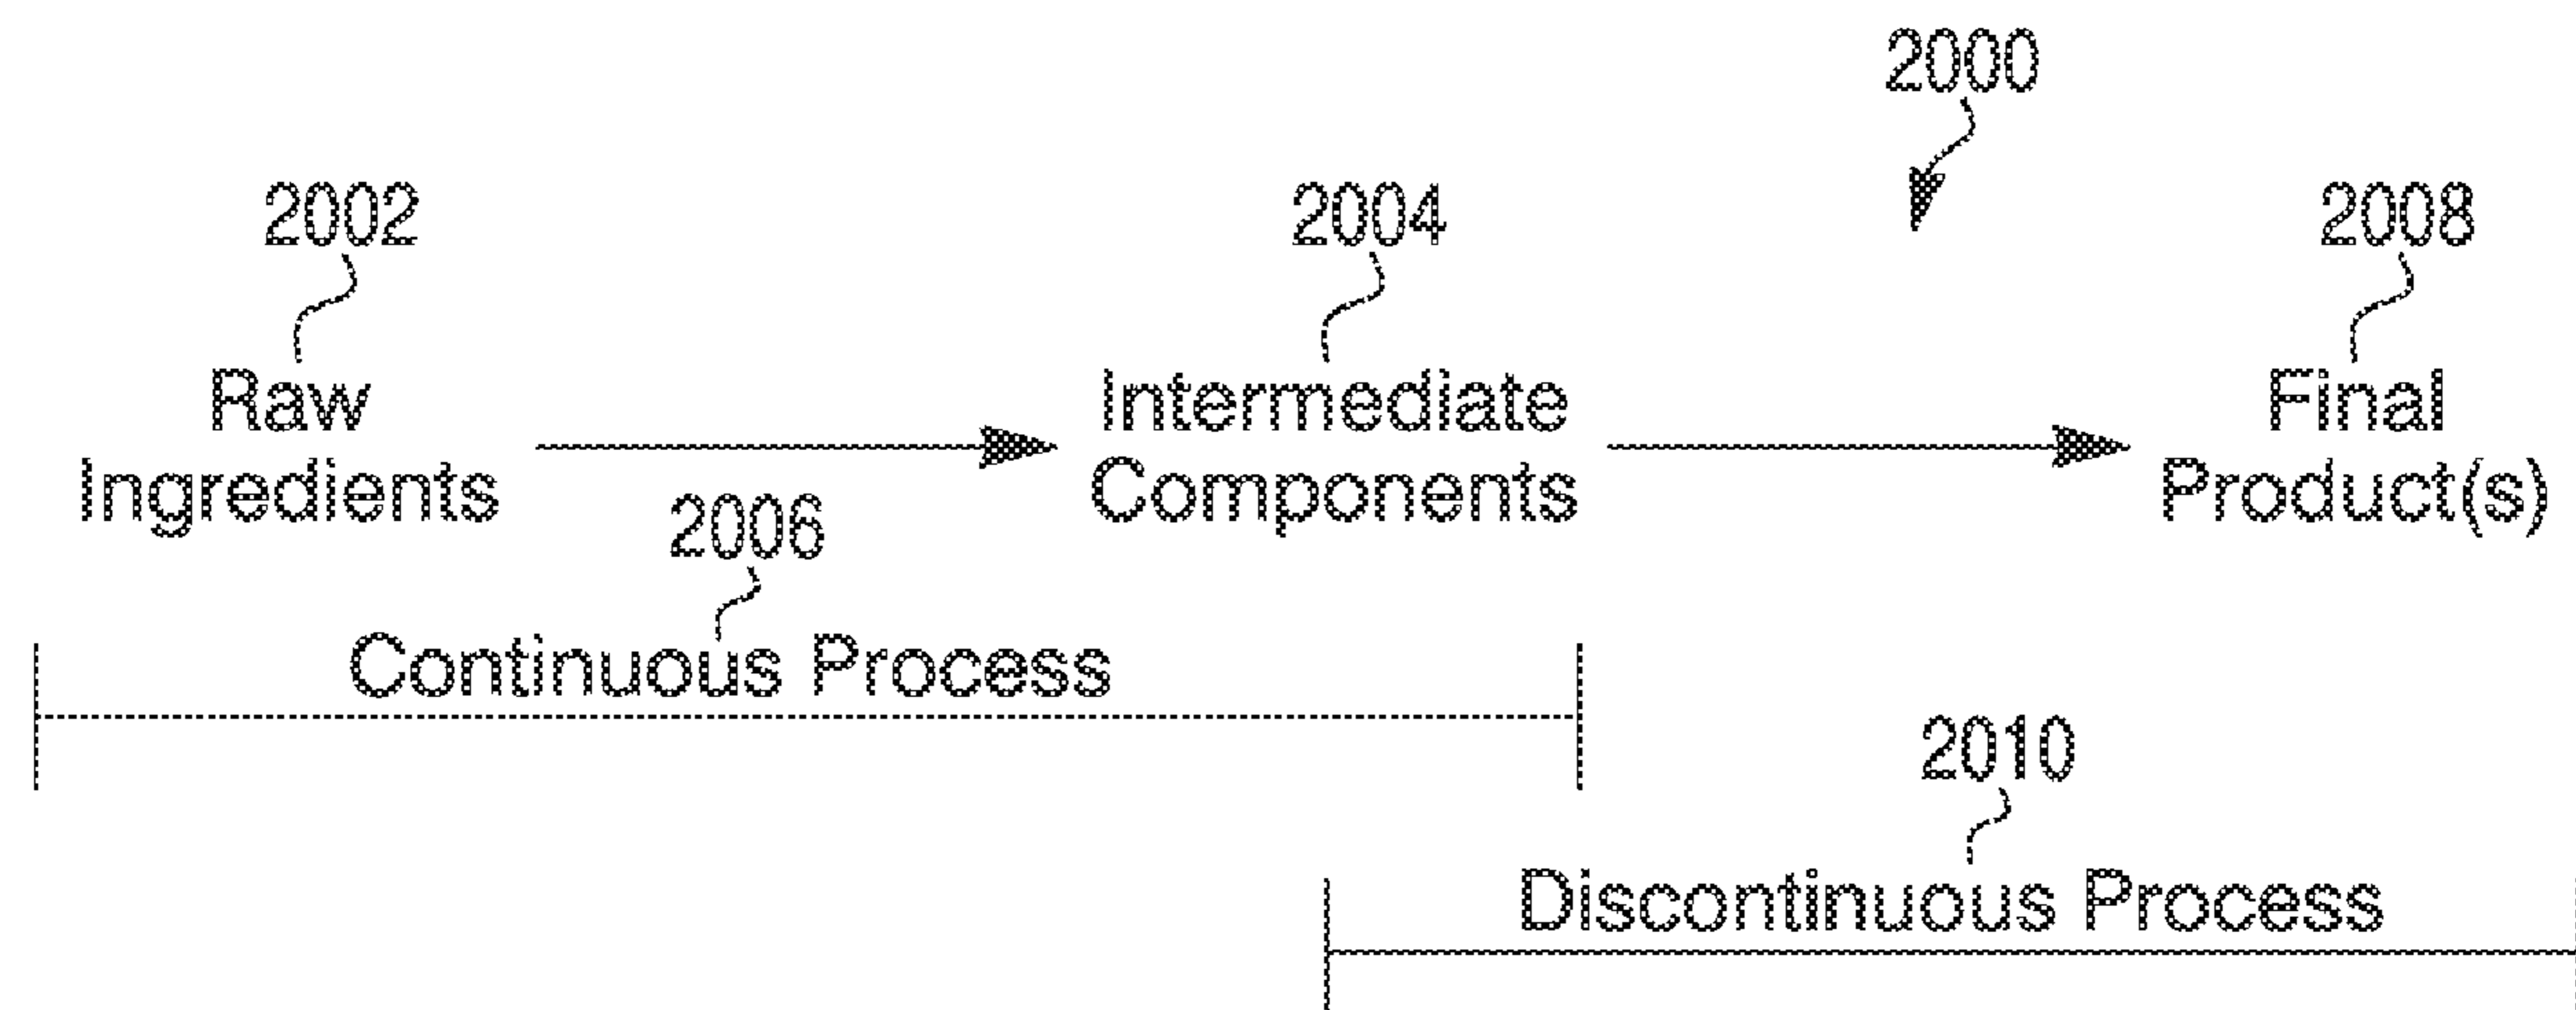 2000
2002
2004
2008
Raw
Ingredients
Intermediate
Components
Final
Product(s)
2006
Continuous Process
2010
Discontinuous Process